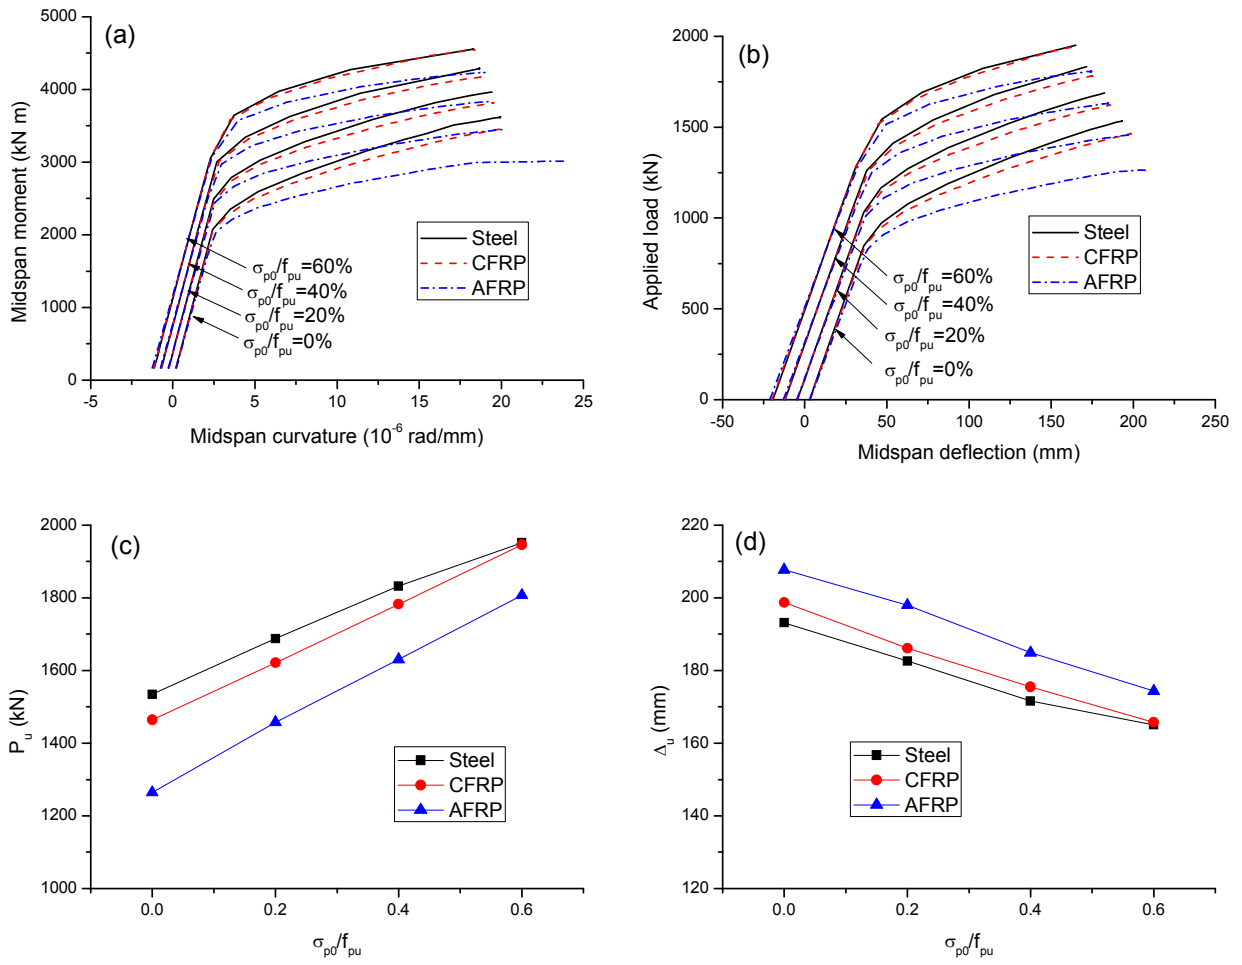 (a)
Midspan moment (kN m)
5000
4000
3000
2000
1000
0
σp0/fpu=60%
σp0/fpu=40%
σp0/fpu=20%
σp0/fpu=0%
Steel
CFRP
AFRP
-5 0 5 10 15 20 25
Midspan curvature (10-6 rad/mm)
(b)
Applied load (kN)
2000
1500
1000
500
0
σp0/fpu=60%
σp0/fpu=40%
σp0/fpu=20%
σp0/fpu=0%
Steel
CFRP
AFRP
-50 0 50 100 150 200 250
Midspan deflection (mm)
(c)
Pu (kN)
2000
1800
1600
1400
1200
1000
Steel
CFRP
AFRP
0.0 0.2 0.4 0.6
σp0/fpu
(d)
Δu (mm)
220
200
180
160
140
120
Steel
CFRP
AFRP
0.0 0.2 0.4 0.6
σp0/fpu